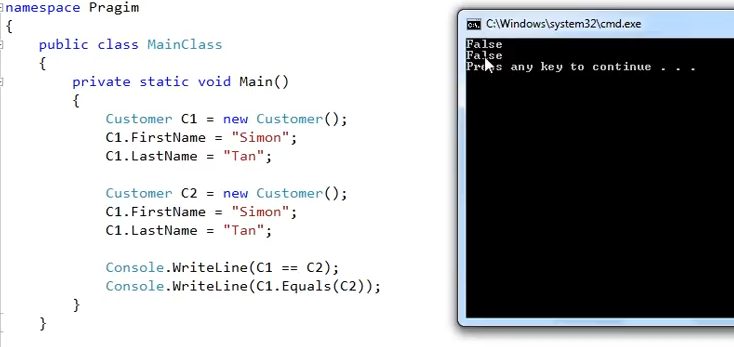 namespace Pragim
{
public class MainClass
{
private static void Main()
{
Customer C1 = new Customer();
C1.FirstName = "Simon";
C1.LastName = "Tan";
Customer C2 = new Customer();
C1.FirstName = "Simon";
C1.LastName = "Tan";
Console.WriteLine(C1 == C2);
Console.WriteLine(C1.Equals(C2));
}
}
C:\Windows\system32\cmd.exe
False
False
Press any key to continue . . .